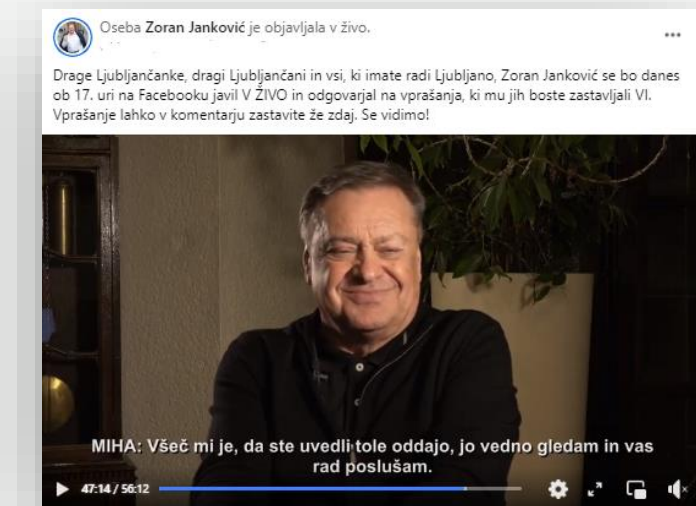 Oseba Zoran Janković je objavljala v živo.
Drage Ljubljančanke, dragi Ljubljančani in vsi, ki imate radi Ljubljano, Zoran Janković se bo danes
ob 17. uri na Facebooku javil V ŽIVO in odgovarjal na vprašanja, ki mu jih boste zastavljali VI.
Vprašanje lahko v komentarju zastavite že zdaj. Se vidimo!
MIHA: Všeč mi je, da ste uvedli tole oddajo, jo vedno gledam in vas
rad poslušam.
47:14 / 56:12